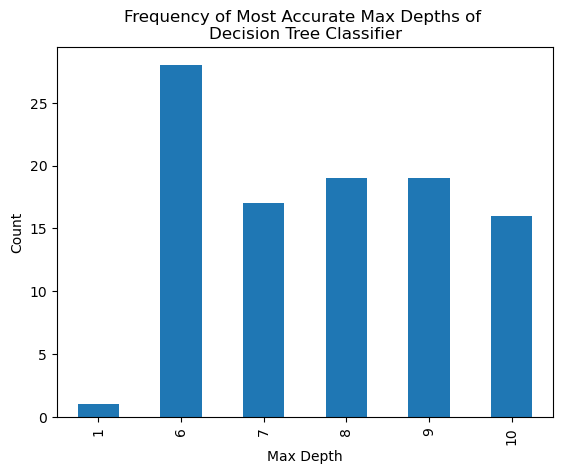 Frequency of Most Accurate Max Depths of
Decision Tree Classifier
25
20
15
10
5
0
Count
1 6 7 8 9 10
Max Depth